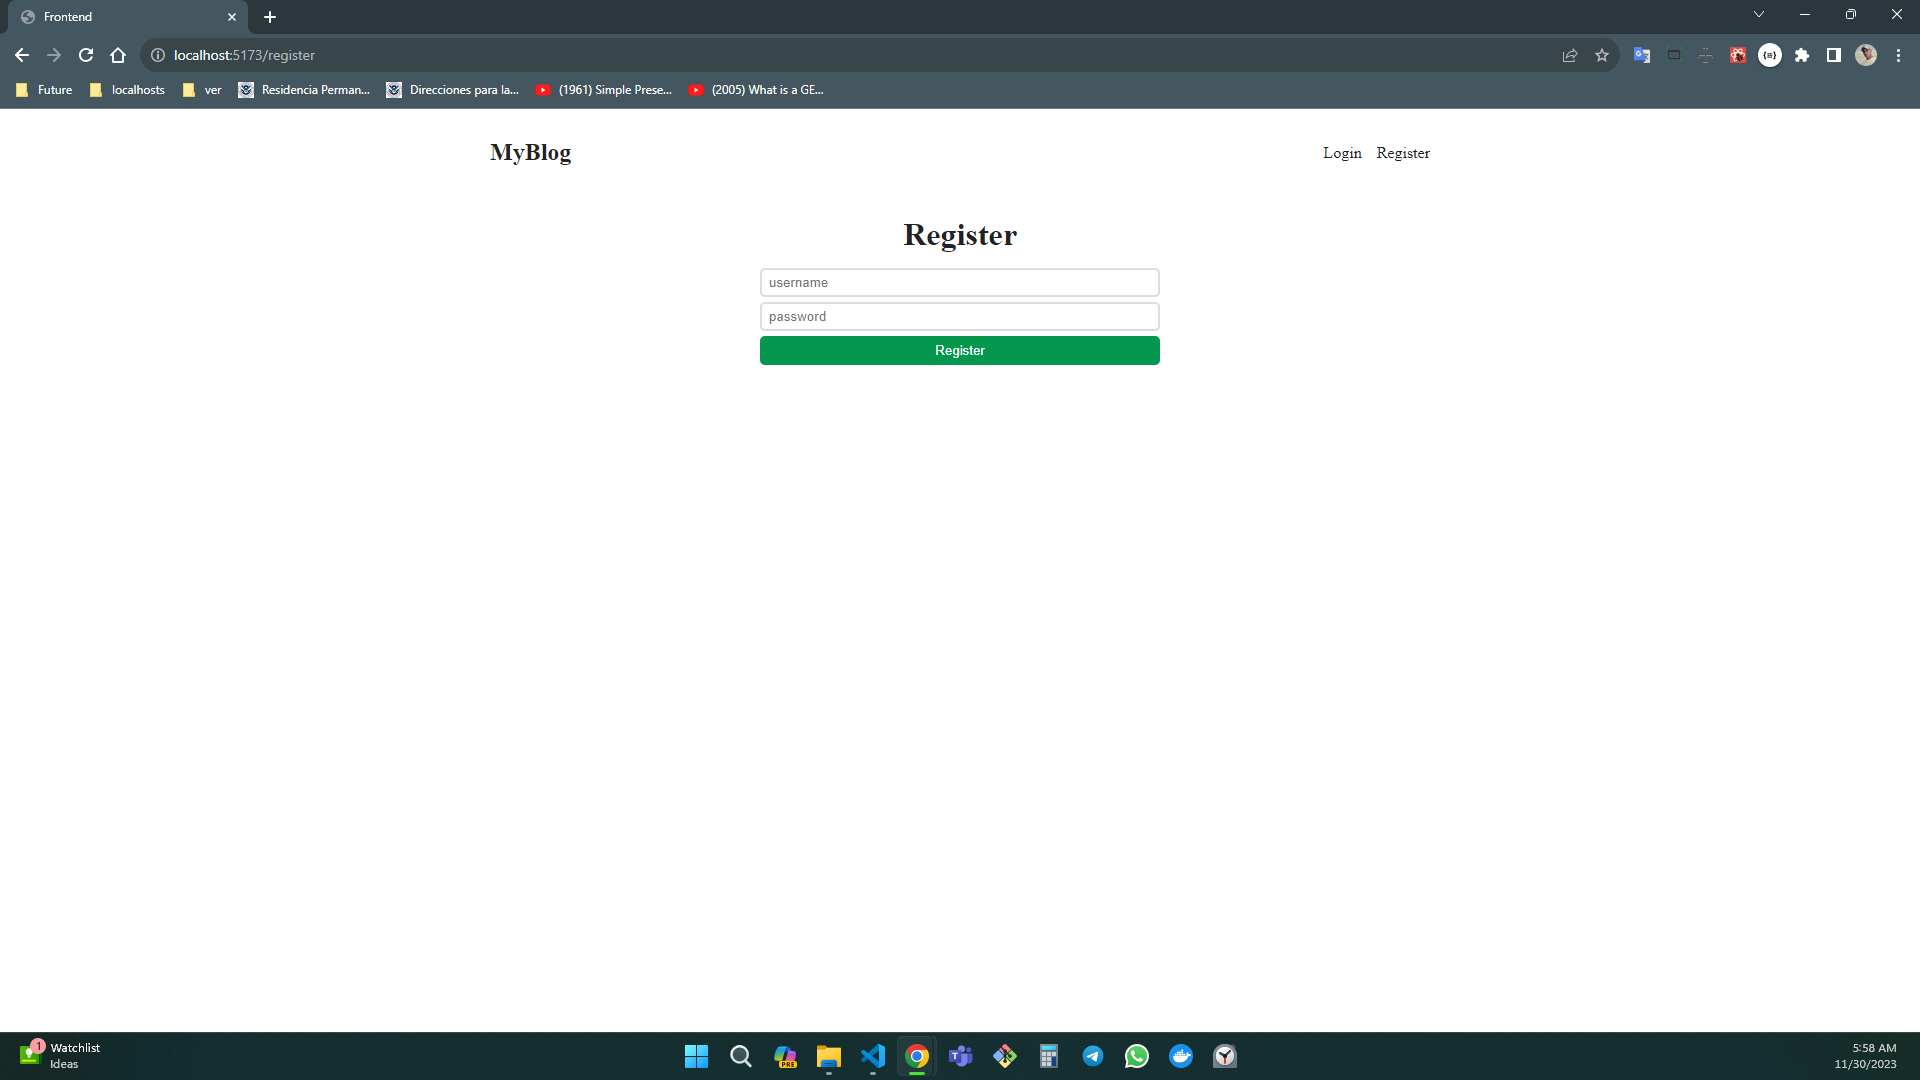 Frontend
localhost:5173/register
Future localhosts ver Residencia Perman... Direcciones para la... (1961) Simple Prese... (2005) What is a GE...
MyBlog Login Register
Register
username
password
Register
1 Watchlist
Ideas
PRE
5:58 AM
11/30/2023